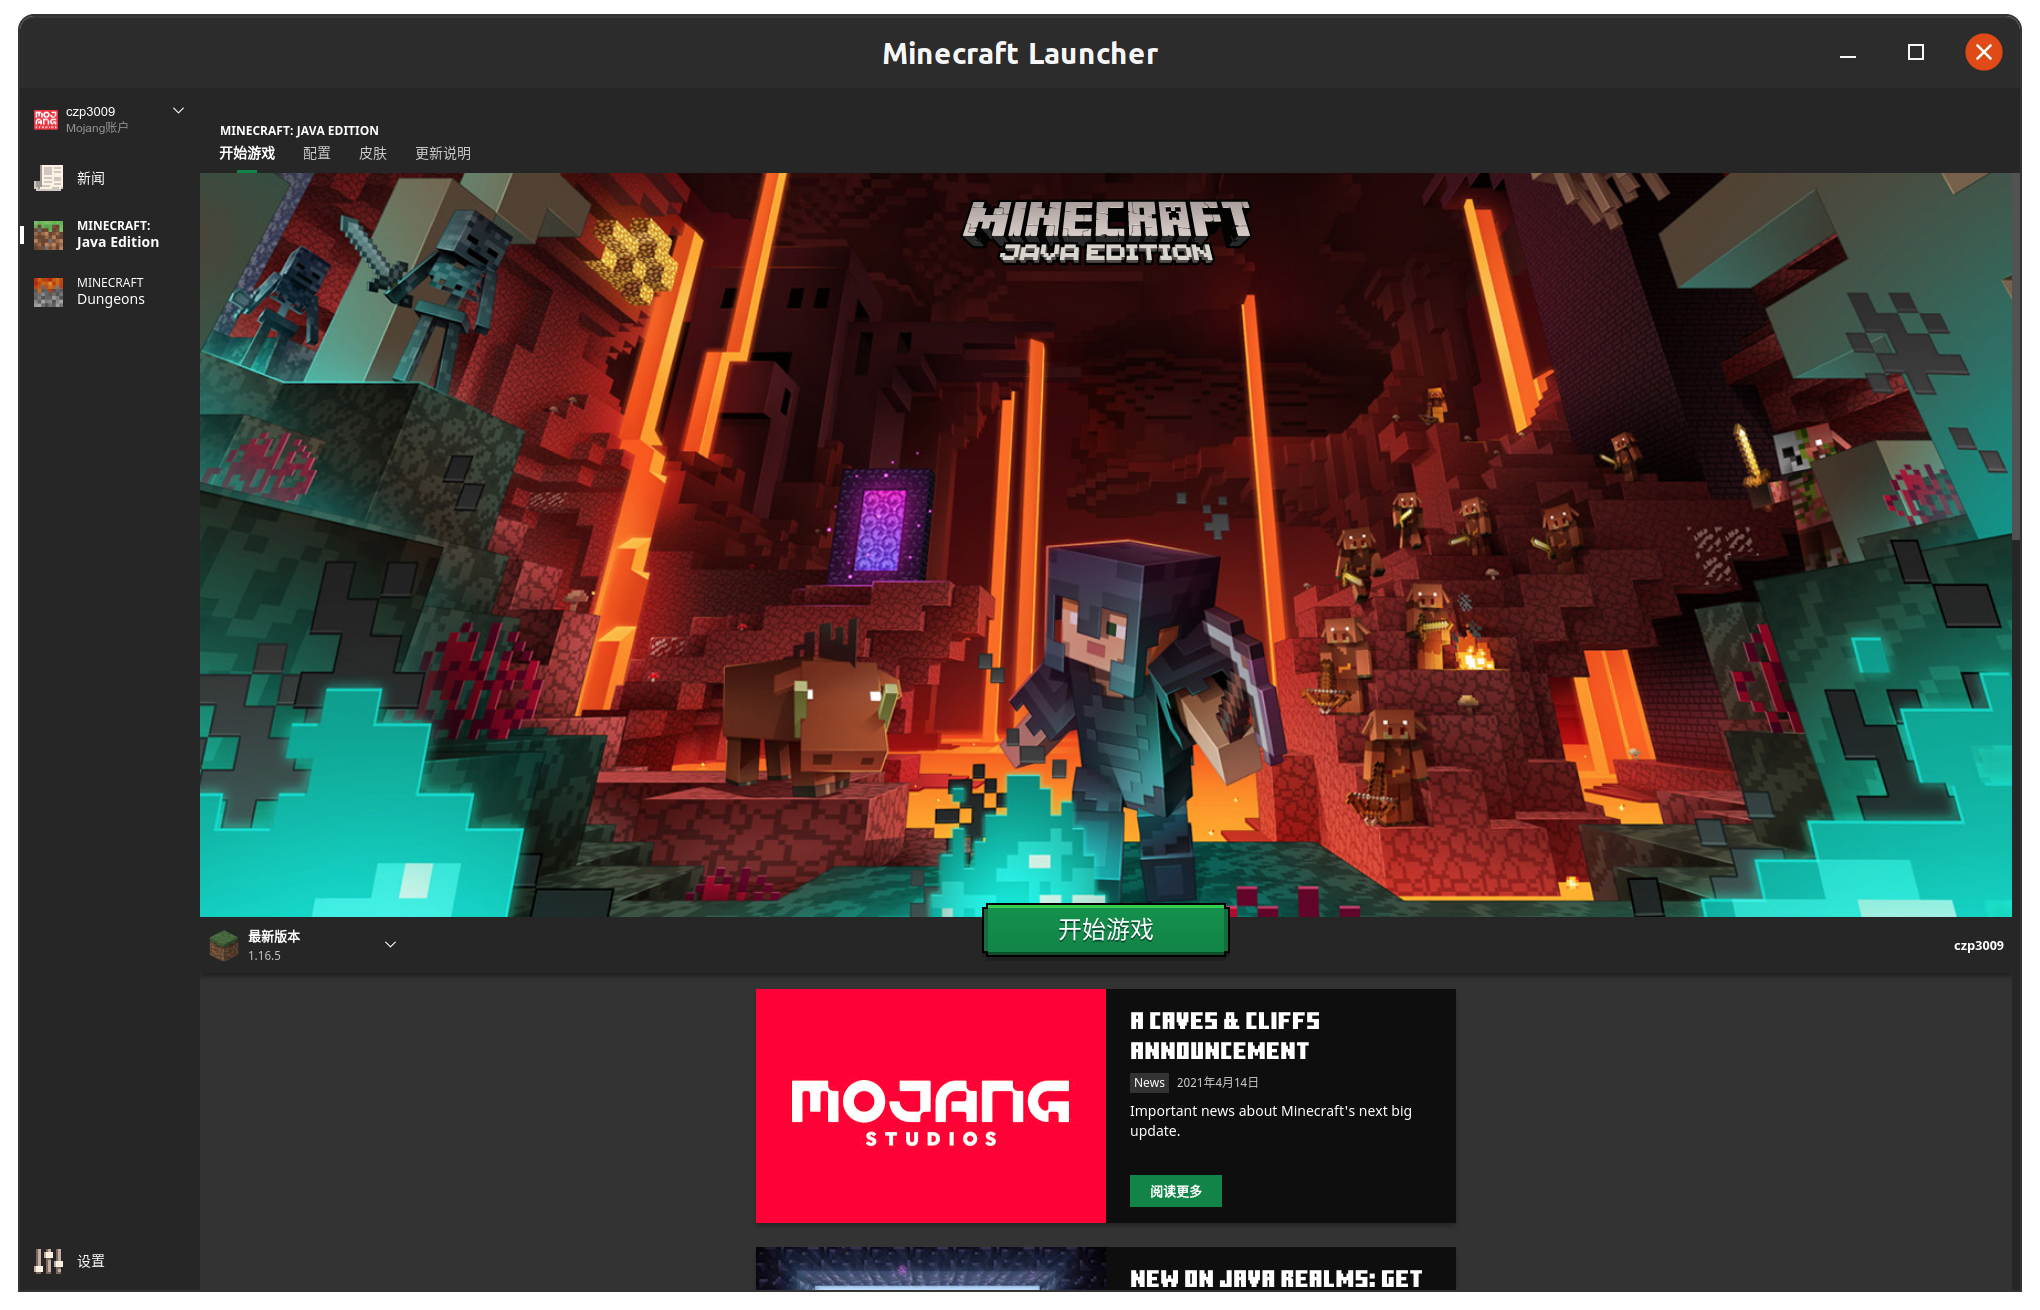 Minecraft Launcher
MOJANG
STUDIOS
czp3009
Mojang账户
新闻
MINECRAFT:
Java Edition
MINECRAFT
Dungeons
设置
MINECRAFT: JAVA EDITION
开始游戏 配置 皮肤 更新说明
MINECRAFT
JAVA EDITION
最新版本
1.16.5
开始游戏
czp3009
MOJANG
STUDIOS
A CAVES & CLIFFS
ANNOUNCEMENT
News 2021年4月14日
Important news about Minecraft's next big
update.
阅读更多
NEW ON JAVA REALMS: GET